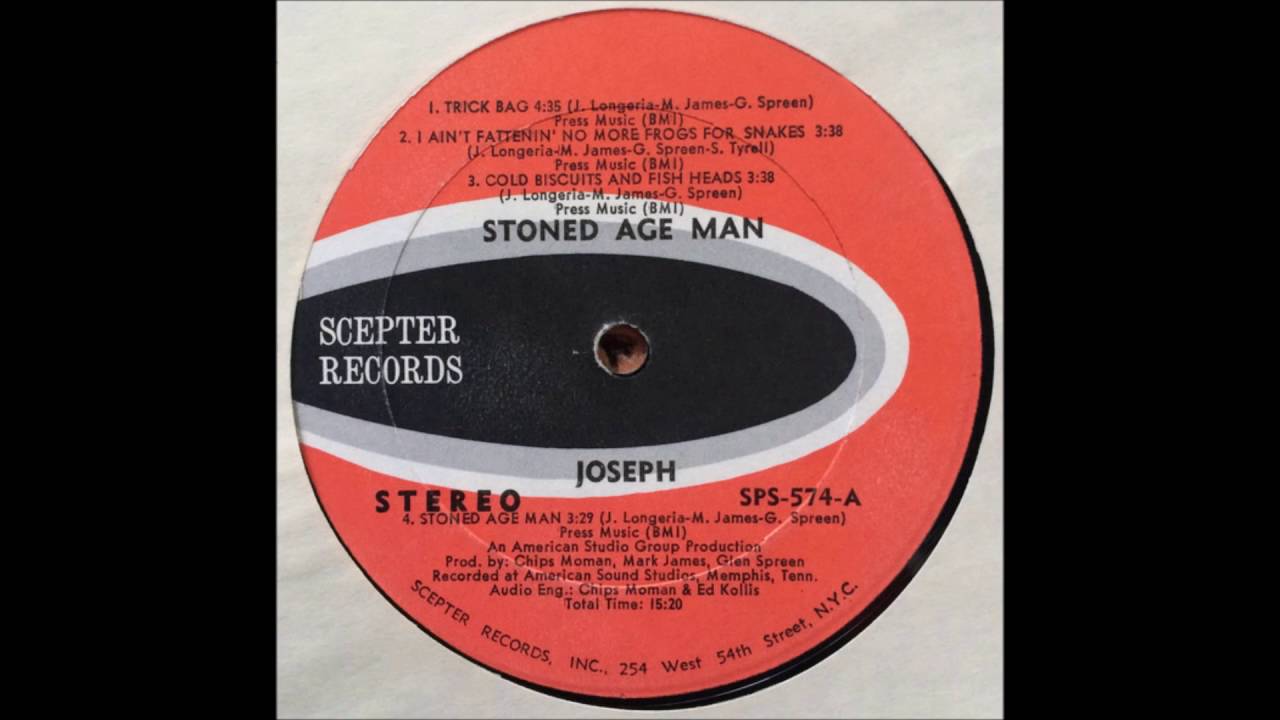 1. TRICK BAG 4:35 (J. Longeria-M. James-G. Spreen)
Press Music (BMI)
2. I AIN'T FATTENIN' NO MORE FROGS FOR SNAKES 3:38
(J. Longeria-M. James-G. Spreen-S. Tyrell)
Press Music (BMI)
3. COLD BISCUITS AND FISH HEADS 3:38
(J. Longeria-M. James-G. Spreen)
Press Music (BMI)
STONED AGE MAN
SCEPTER
RECORDS
JOSEPH
STEREO SPS-574-A
4. STONED AGE MAN 3:29 (J. Longeria-M. James-G. Spreen)
Press Music (BMI)
An American Studio Group Production
Prod. by: Chips Moman, Mark James, Glen Spreen
Recorded at American Sound Studios, Memphis, Tenn.
Audio Eng.: Chips Moman & Ed Kollis
Total Time: 15:20
SCEPTER RECORDS, INC., 254 West 54th Street, N.Y.C.